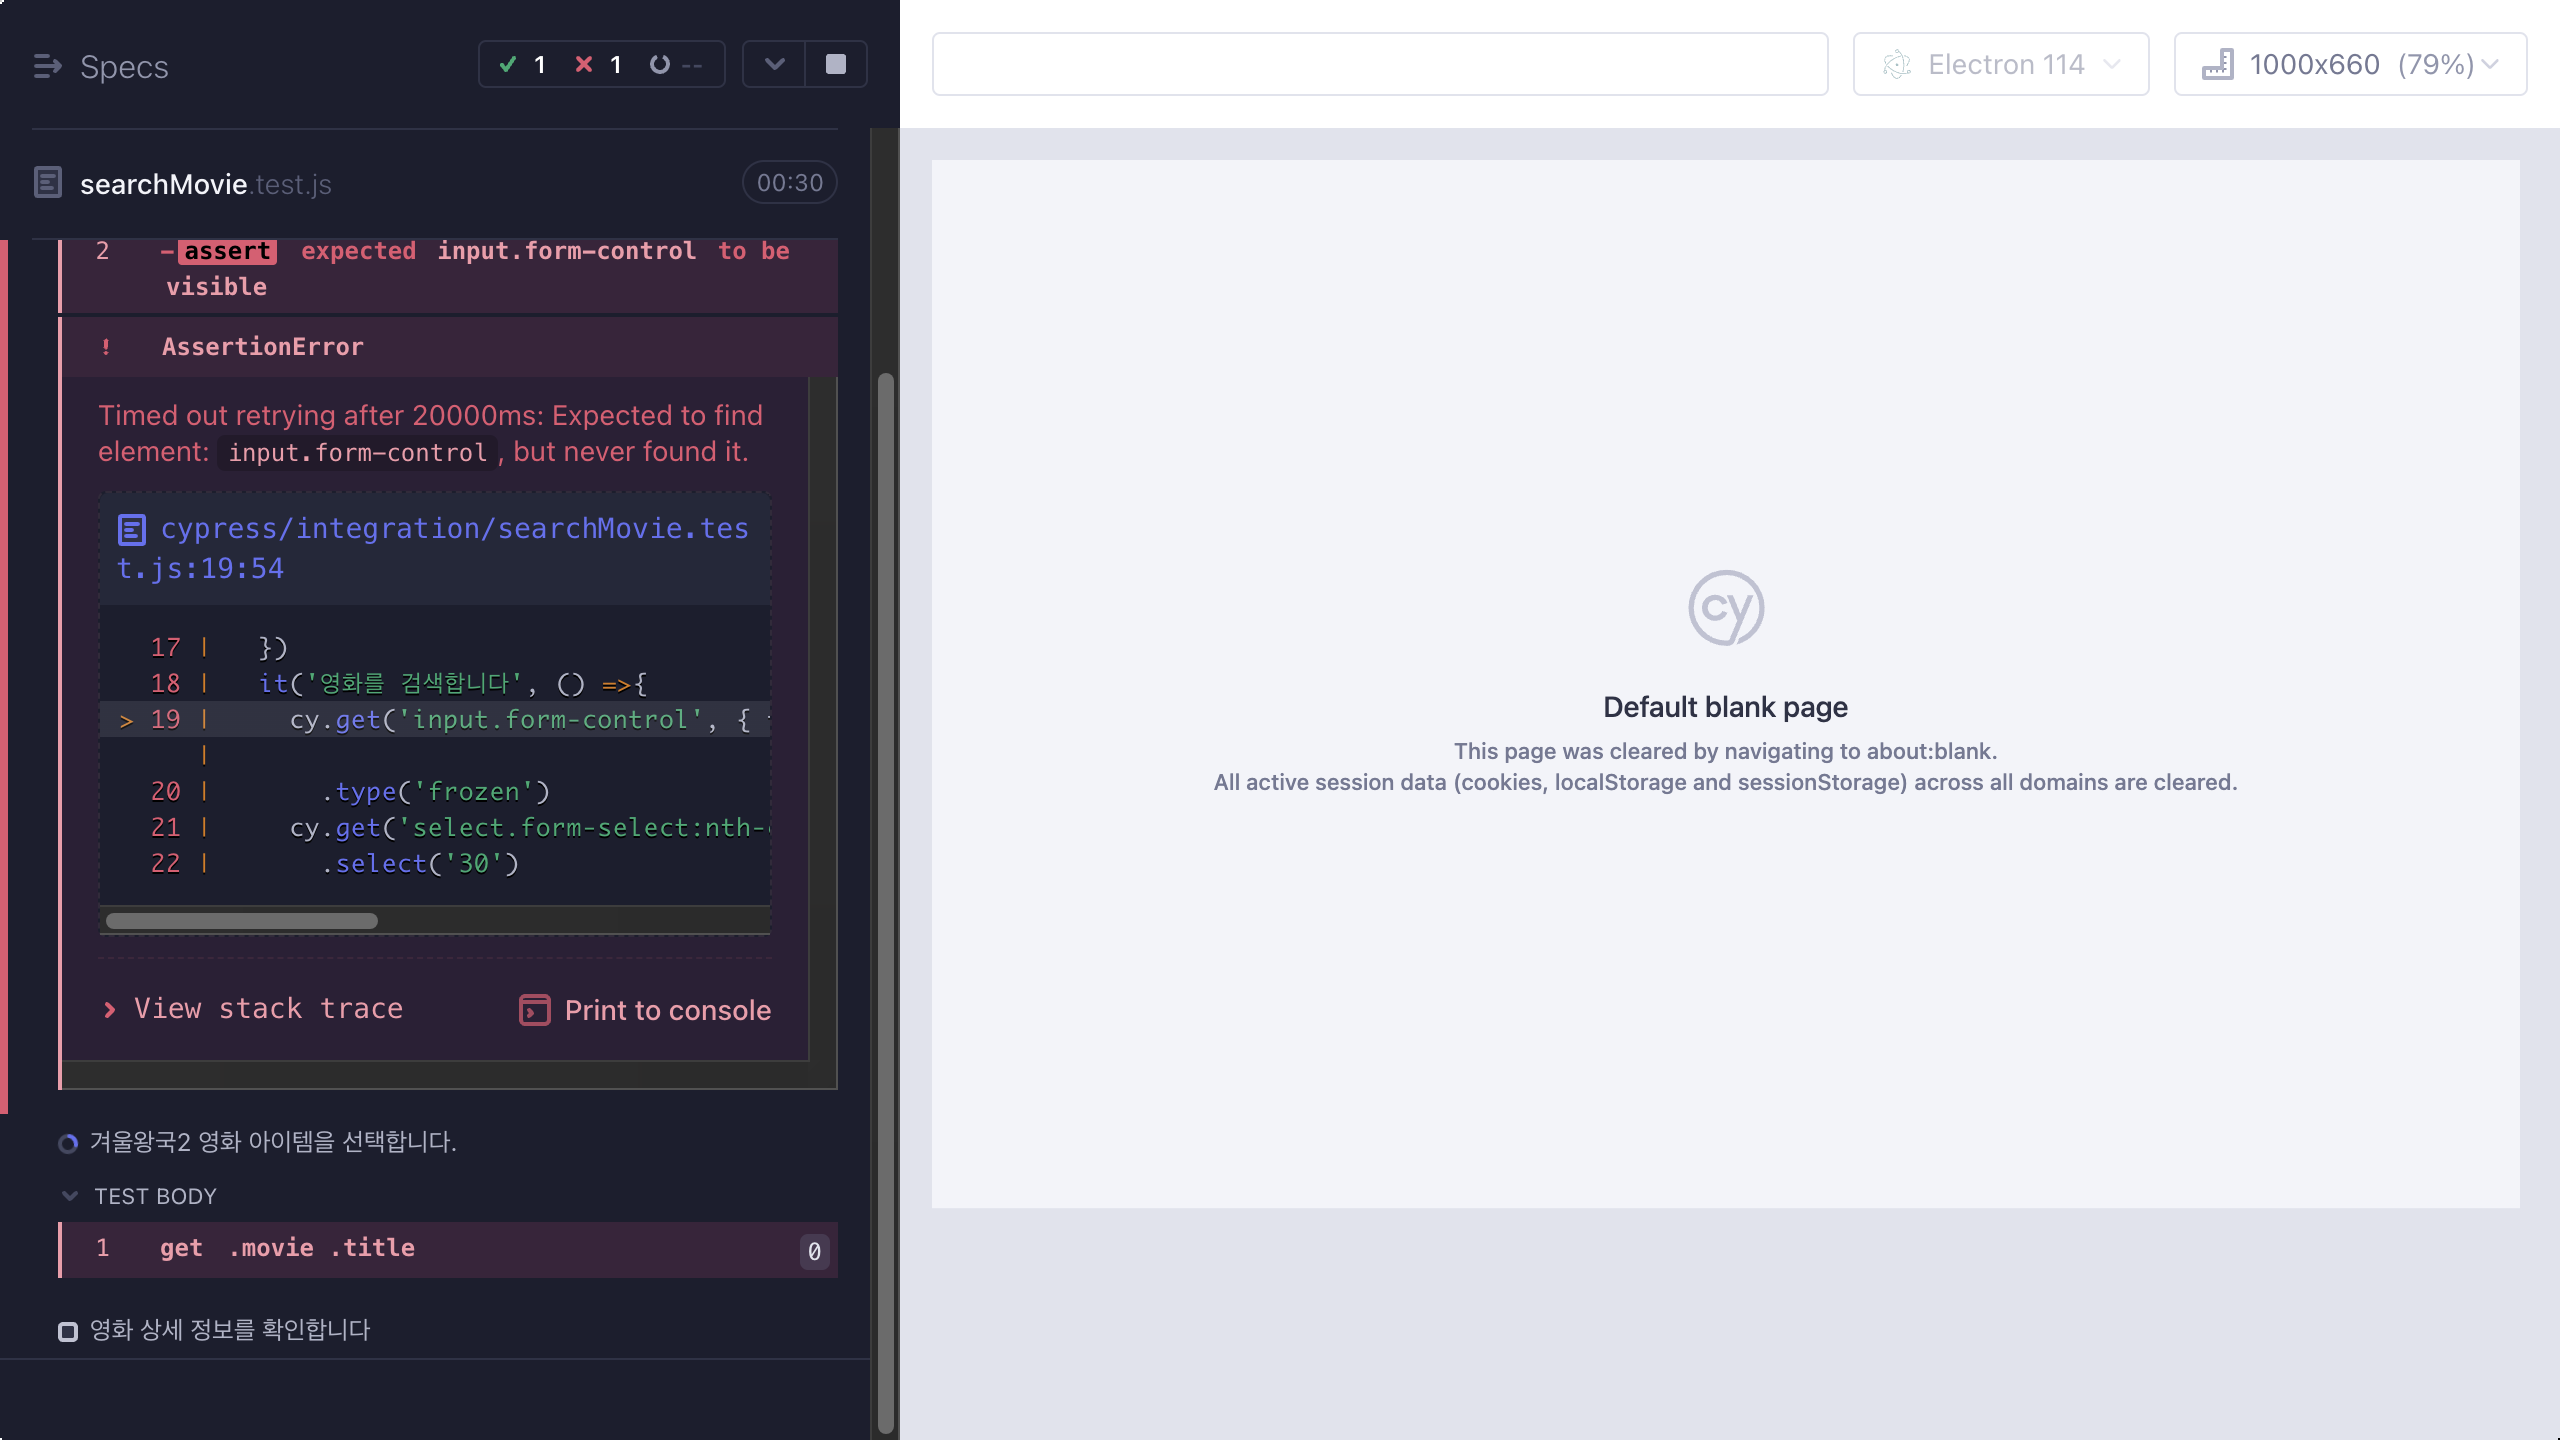 Specs
1 1 --
searchMovie.test.js 00:30
2 -assert expected input.form-control to be
visible
! AssertionError
Timed out retrying after 20000ms: Expected to find
element: input.form-control, but never found it.
cypress/integration/searchMovie.tes
t.js:19:54
17 | })
18 | it('영화를 검색합니다', () =>{
> 19 | cy.get('input.form-control', {
|
20 | .type('frozen')
21 | cy.get('select.form-select:nth-
22 | .select('30')
View stack trace
Print to console
겨울왕국2 영화 아이템을 선택합니다.
TEST BODY
1 get .movie .title 0
영화 상세 정보를 확인합니다
Electron 114
1000x660 (79%)
cy
Default blank page
This page was cleared by navigating to about:blank.
All active session data (cookies, localStorage and sessionStorage) across all domains are cleared.